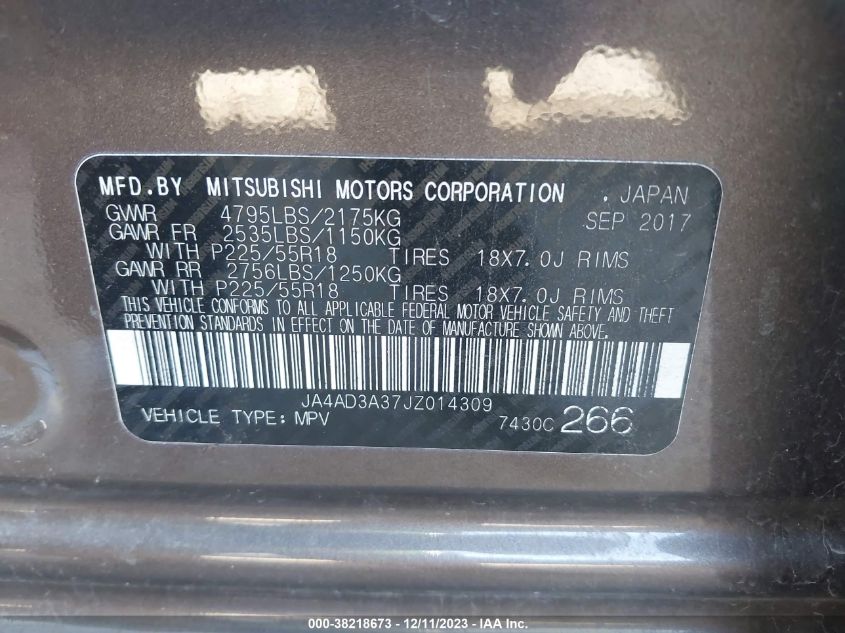 MFD.BY MITSUBISHI MOTORS CORPORATION . JAPAN
GVWR 4795LBS/2175KG SEP 2017
GAWR FR 2535LBS/1150KG
WITH P225/55R18 TIRES 18X7.0J RIMS
GAWR RR 2756LBS/1250KG
WITH P225/55R18 TIRES 18X7.0J RIMS
THIS VEHICLE CONFORMS TO ALL APPLICABLE FEDERAL MOTOR VEHICLE SAFETY AND THEFT
PREVENTION STANDARDS IN EFFECT ON THE DATE OF MANUFACTURE SHOWN ABOVE.
JA4AD3A37JZ014309
VEHICLE TYPE: MPV 7430C 266
000-38218673 - 12/11/2023 - IAA Inc.